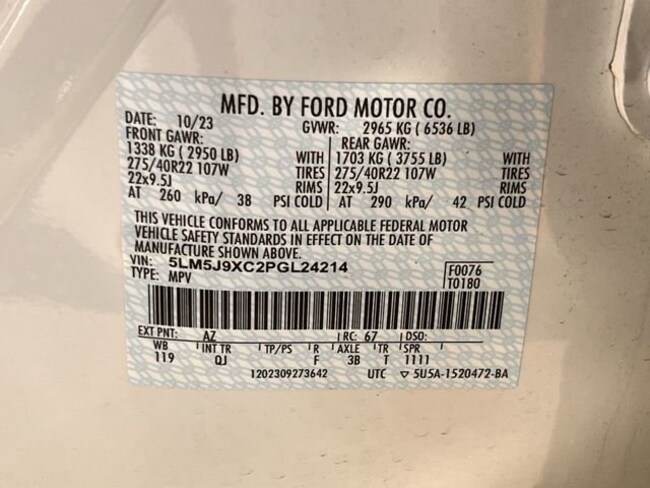 MFD. BY FORD MOTOR CO.
DATE: 10/23 GVWR: 2965 KG ( 6536 LB)
FRONT GAWR: REAR GAWR:
1338 KG ( 2950 LB) WITH 1703 KG ( 3755 LB) WITH
275/40R22 107W TIRES 275/40R22 107W TIRES
22x9.5J RIMS 22x9.5J RIMS
AT 260 kPa/ 38 PSI COLD AT 290 kPa/ 42 PSI COLD
THIS VEHICLE CONFORMS TO ALL APPLICABLE FEDERAL MOTOR
VEHICLE SAFETY STANDARDS IN EFFECT ON THE DATE OF
MANUFACTURE SHOWN ABOVE.
VIN: 5LM5J9XC2PGL24214 F0076
TYPE: MPV T0180
EXT PNT: AZ RC: 67 DSO:
WB INT TR TP/PS R AXLE TR SPR
119 QJ F 3B T 1111
1202309273642 UTC ▽ 5U5A-1520472-BA